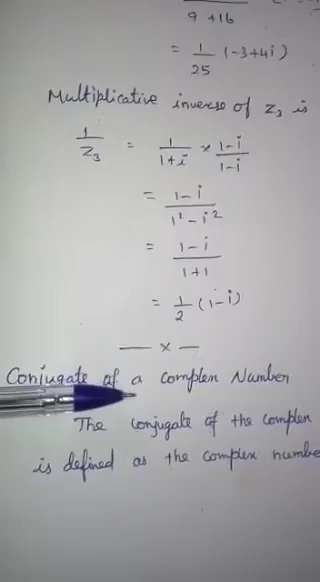 9 + 16
= 1/25 (-3+4i)
Multiplicative inverse of z₃ is
1/z₃ = 1/1+i × 1-i/1-i
= 1-i/1²-i²
= 1-i/1+1
= 1/2 (1-i)
— x —
Conjugate of a Complex Number
The conjugate of the complex
is defined as the complex numbe